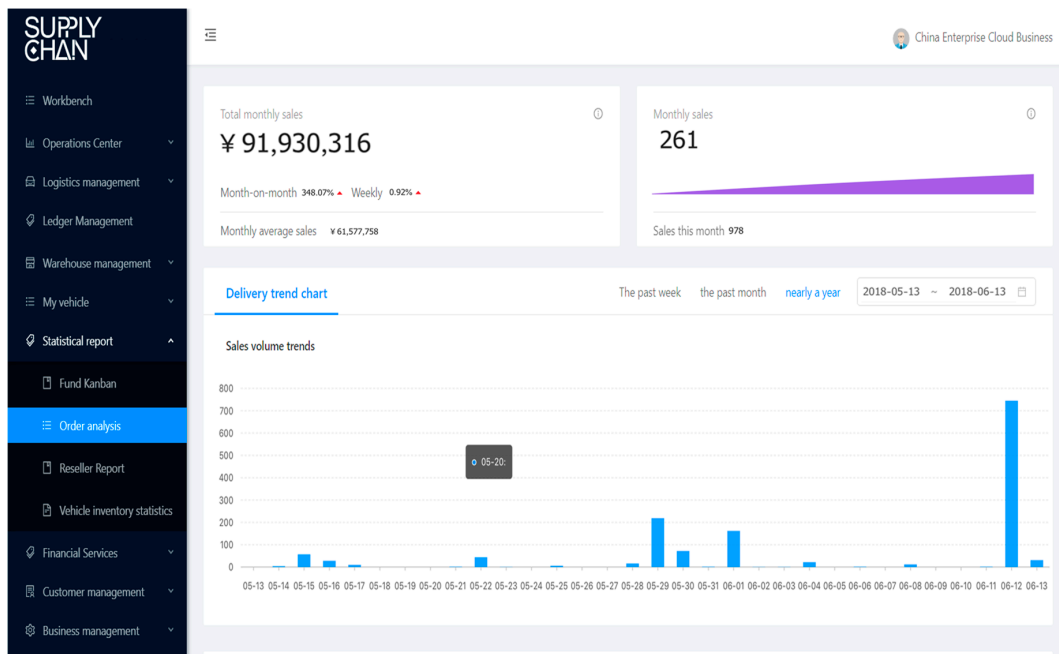 SUPPLY
CHAN
China Enterprise Cloud Business
Workbench
Operations Center
Logistics management
Ledger Management
Warehouse management
My vehicle
Statistical report
Fund Kanban
Order analysis
Reseller Report
Vehicle inventory statistics
Financial Services
Customer management
Business management
Total monthly sales
¥ 91,930,316
Month-on-month 348.07% Weekly 0.92%
Monthly average sales ¥ 61,577,758
Monthly sales
261
Sales this month 978
Delivery trend chart
The past week the past month nearly a year 2018-05-13 ~ 2018-06-13
Sales volume trends
800
700
600
500
400
300
200
100
0
05-20:
05-13 05-14 05-15 05-16 05-17 05-18 05-19 05-20 05-21 05-22 05-23 05-24 05-25 05-26 05-27 05-28 05-29 05-30 05-31 06-01 06-02 06-03 06-04 06-05 06-06 06-07 06-08 06-09 06-10 06-11 06-12 06-13